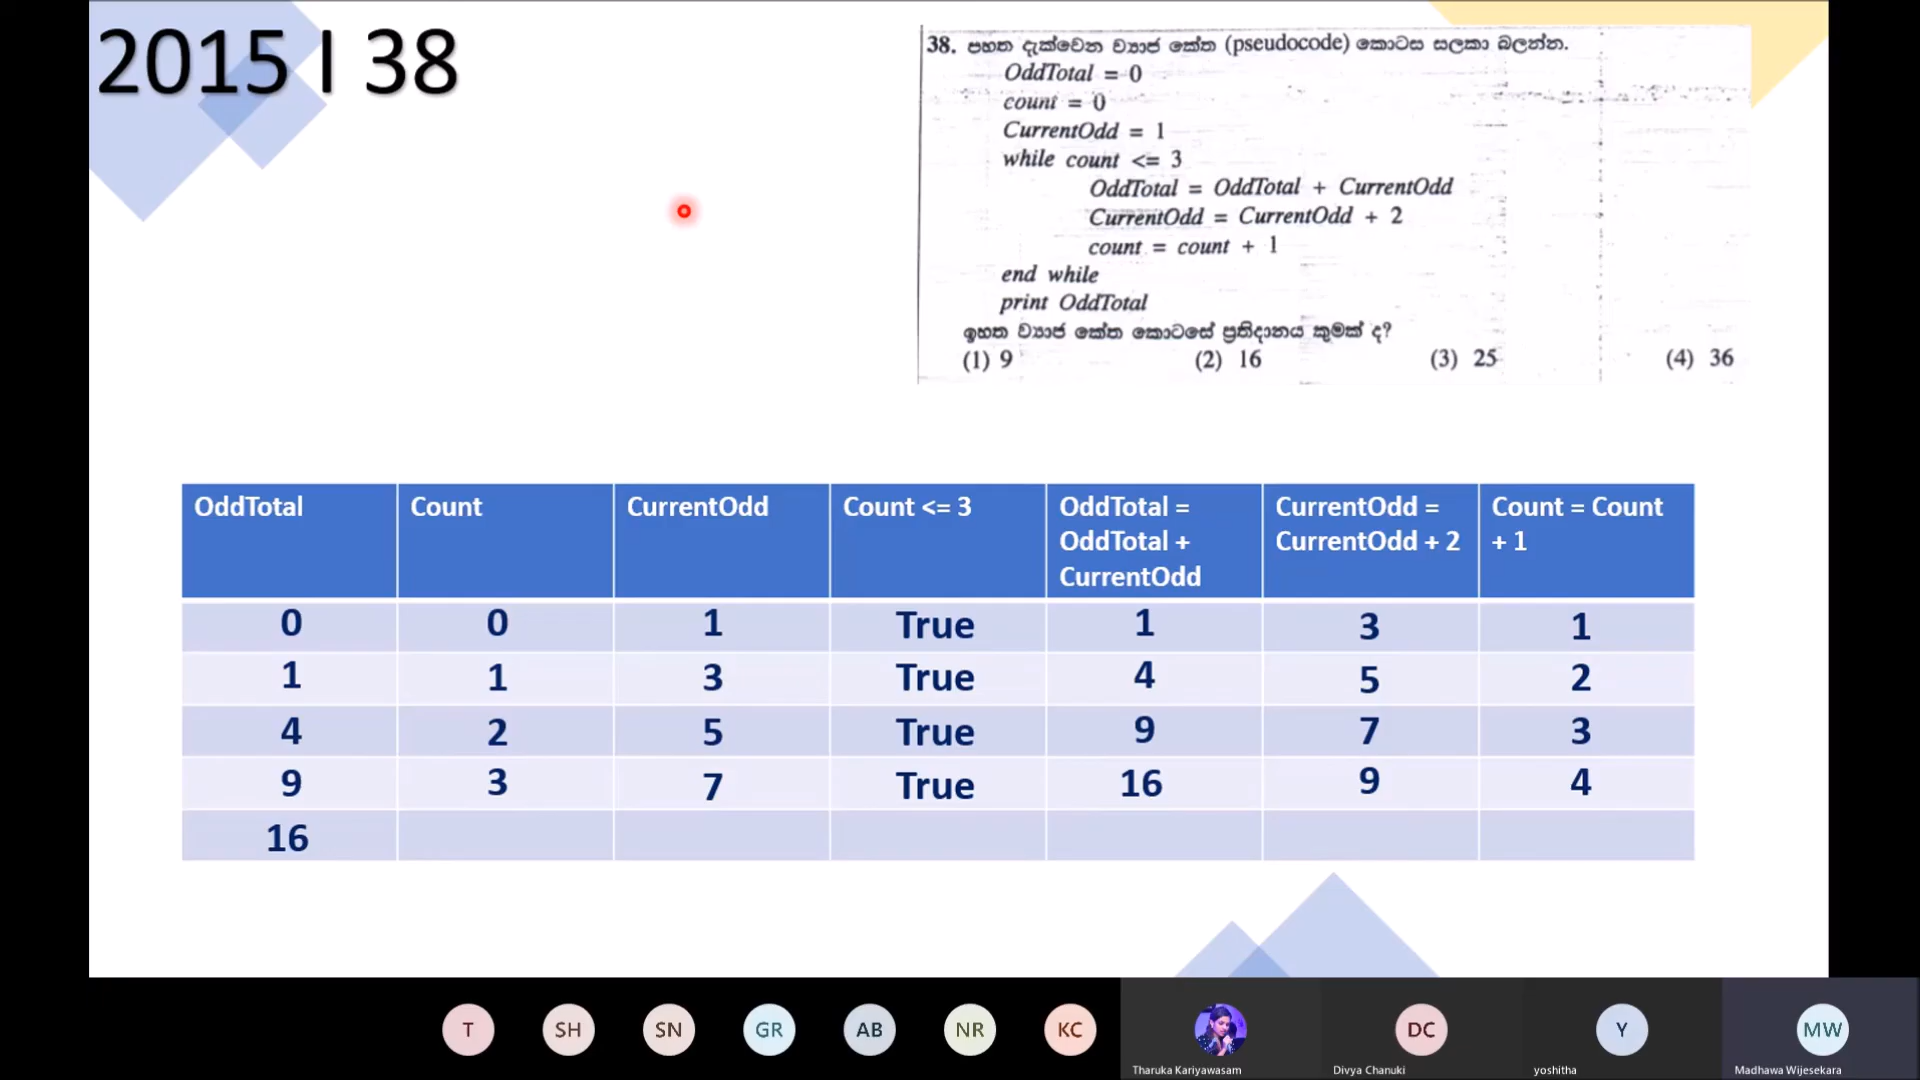 2015 I 38
38. පහත දැක්වෙන ව්‍යාජ කේත (pseudocode) කොටස සලකා බලන්න.
OddTotal = 0
count = 0
CurrentOdd = 1
while count <= 3
OddTotal = OddTotal + CurrentOdd
CurrentOdd = CurrentOdd + 2
count = count + 1
end while
print OddTotal
ඉහත ව්‍යාජ කේත කොටසේ ප්‍රතිදානය කුමක් ද?
(1) 9 (2) 16 (3) 25 (4) 36
OddTotal Count CurrentOdd Count <= 3 OddTotal = CurrentOdd = Count = Count
OddTotal + CurrentOdd + 2 + 1
CurrentOdd
0 0 1 True 1 3 1
1 1 3 True 4 5 2
4 2 5 True 9 7 3
9 3 7 True 16 9 4
16
T SH SN GR AB NR KC DC Y MW
Tharuka Kariyawasam Divya Chanuki yoshitha Madhawa Wijesekara